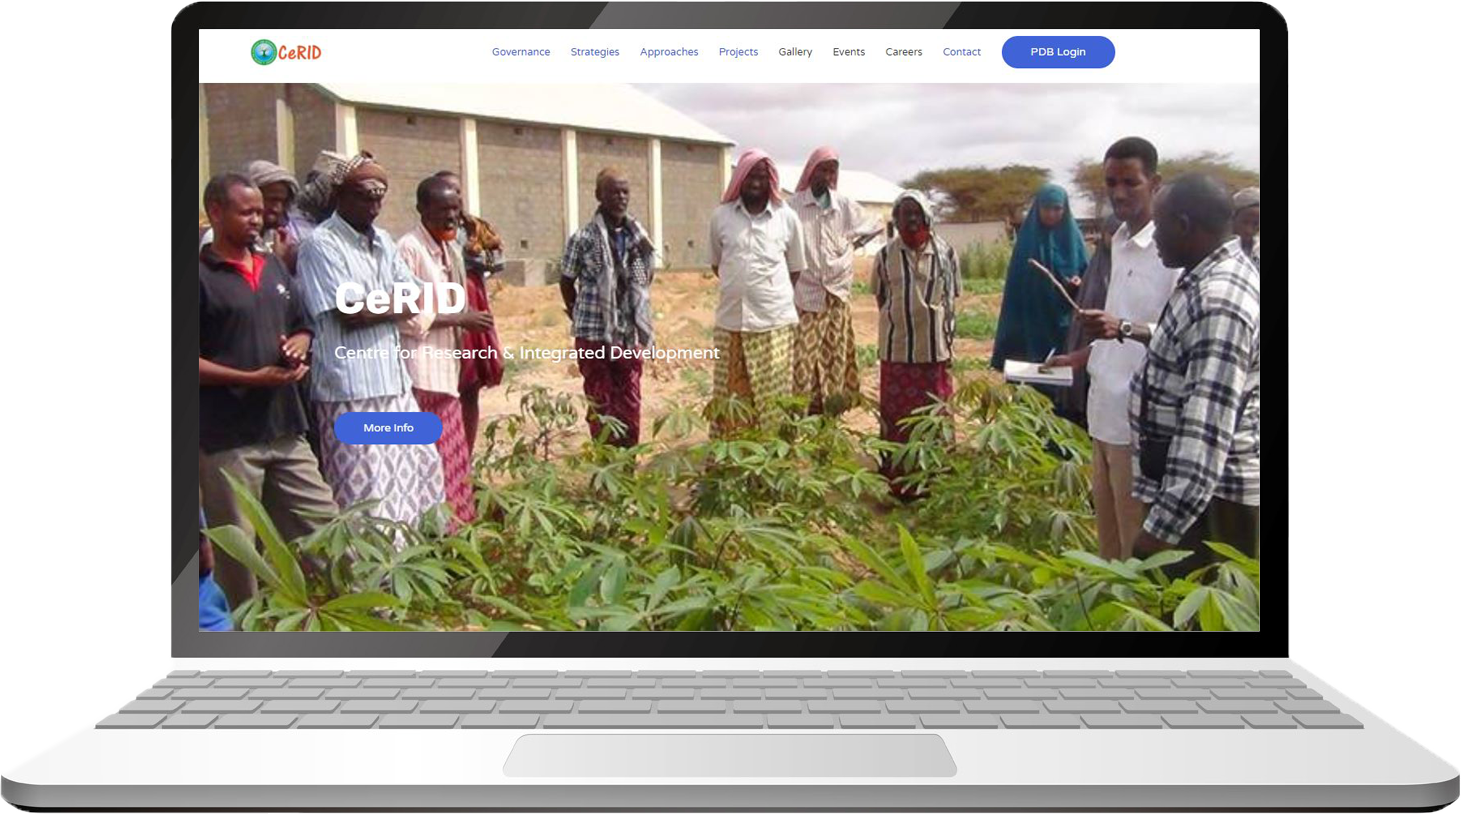 CeRID
Governance Strategies Approaches Projects Gallery Events Careers Contact PDB Login
CeRID
Centre for Research & Integrated Development
More Info